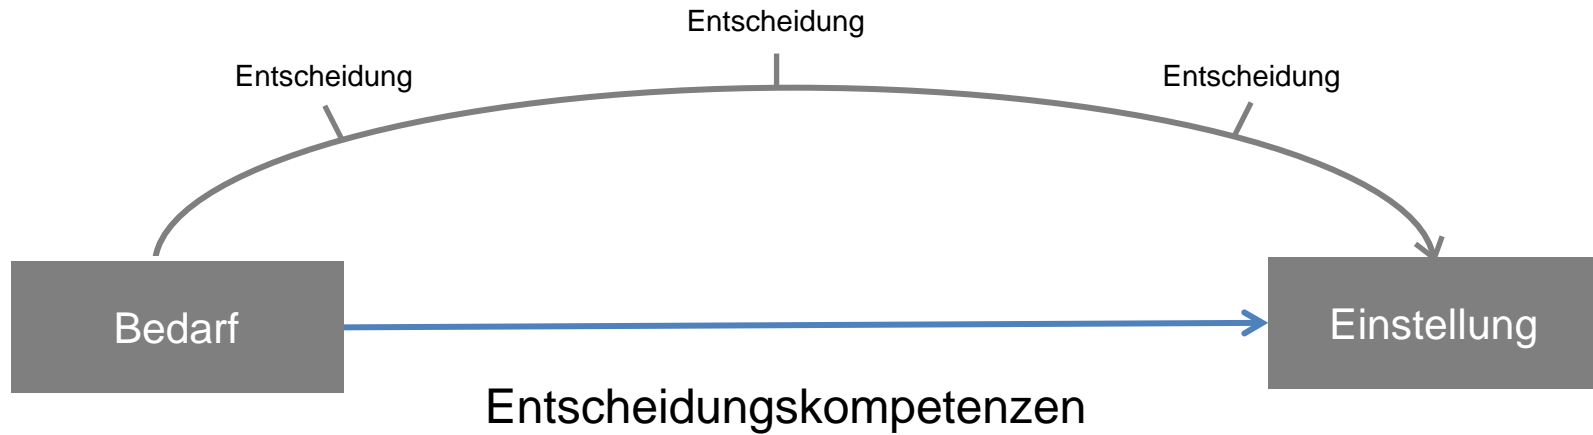 Entscheidung
Entscheidung
Entscheidung
Bedarf
Einstellung
Entscheidungskompetenzen